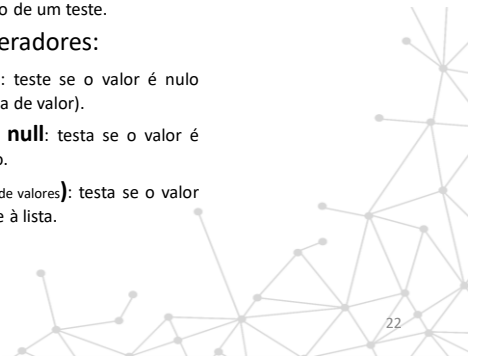 o de um teste.
eradores:
: teste se o valor é nulo
a de valor).
null: testa se o valor é
o.
de valores): testa se o valor
e à lista.
22